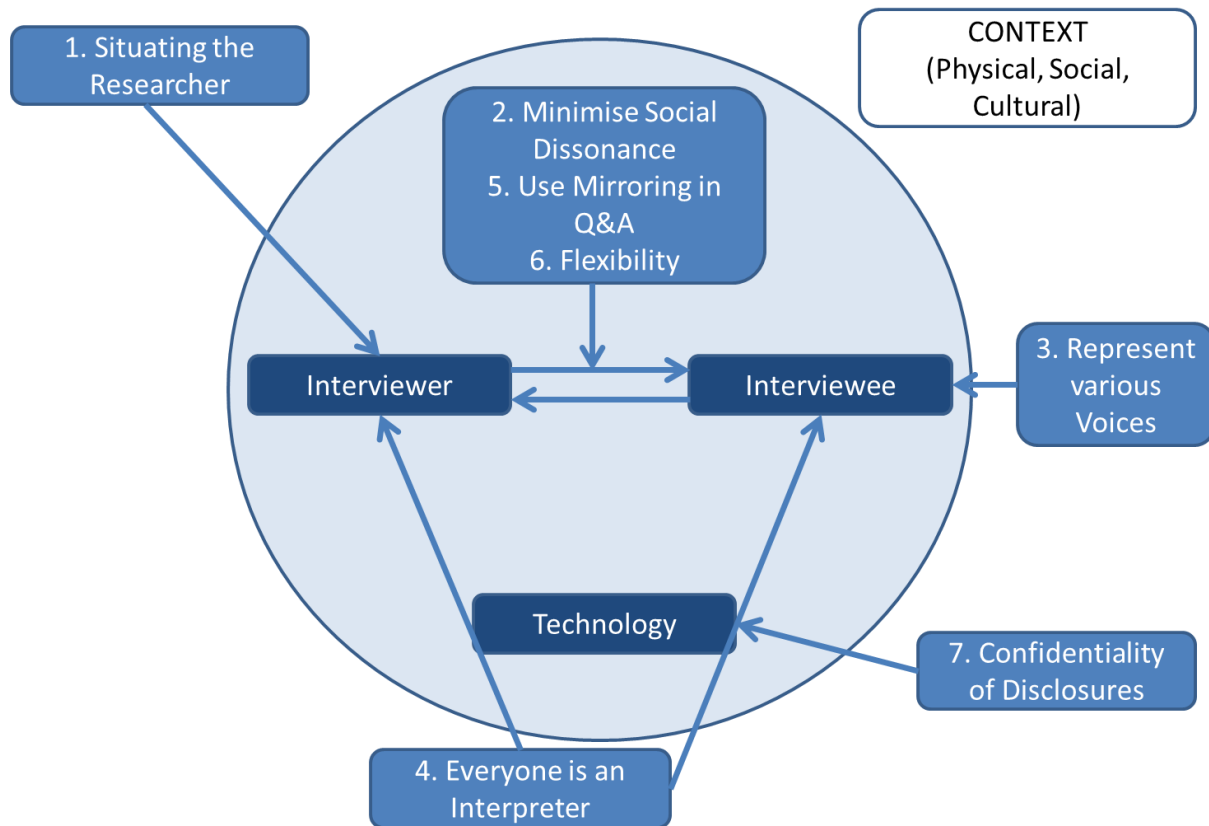 1. Situating the
Researcher
CONTEXT
(Physical, Social,
Cultural)
2. Minimise Social
Dissonance
5. Use Mirroring in
Q&A
6. Flexibility
Interviewer
Interviewee
3. Represent
various
Voices
Technology
7. Confidentiality
of Disclosures
4. Everyone is an
Interpreter